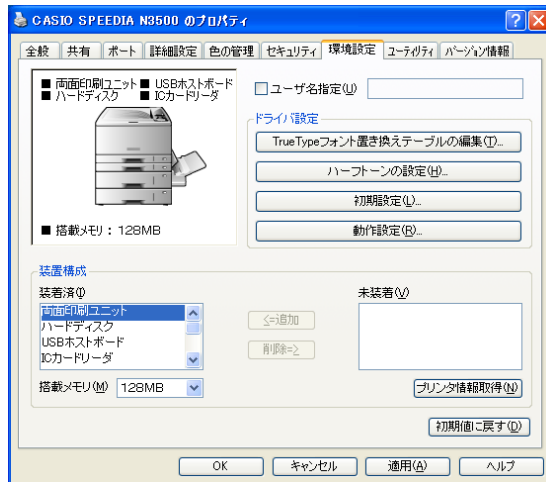 CASIO SPEEDIA N3500 のプロパティ
全般 共有 ポート 詳細設定 色の管理 セキュリティ 環境設定 ユーティリティ バージョン情報
■ 両面印刷ユニット ■ USBホストボード
■ ハードディスク ■ ICカードリーダ
ユーザ名指定(U)
ドライバ設定
TrueTypeフォント置き換えテーブルの編集(T)...
ハーフトーンの設定(H)...
初期設定(L)...
動作設定(R)...
■ 搭載メモリ : 128MB
装置構成
装着済(I)
未装着(V)
両面印刷ユニット
ハードディスク
USBホストボード
ICカードリーダ
<=追加
削除=>
搭載メモリ(M) 128MB
プリンタ情報取得(N)
初期値に戻す(D)
OK キャンセル 適用(A) ヘルプ